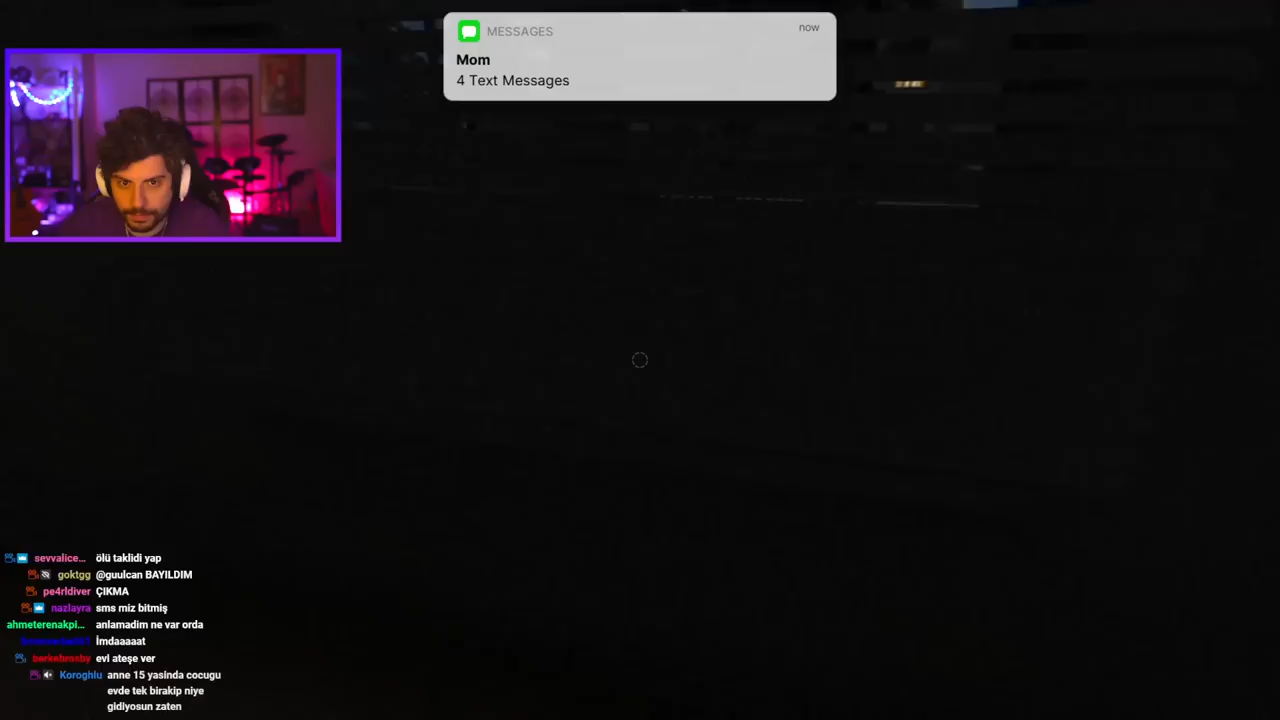 MESSAGES
now
Mom
4 Text Messages
sevvalice... ölü taklidi yap
goktgg @guulcan BAYILDIM
pe4rldiver ÇIKMA
nazlayra sms miz bitmiş
ahmeterenakpi... anlamadim ne var orda
İmdaaaaat
berkebrosby evi ateşe ver
Koroghlu anne 15 yasinda cocugu
evde tek birakip niye
gidiyosun zaten